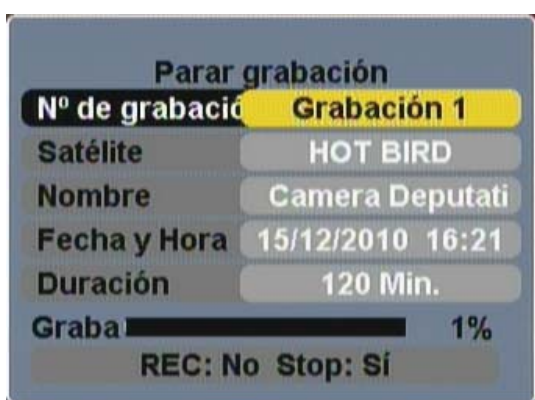 Parar grabación
Nº de grabació Grabación 1
Satélite HOT BIRD
Nombre Camera Deputati
Fecha y Hora 15/12/2010 16:21
Duración 120 Min.
Graba 1%
REC: No Stop: Sí